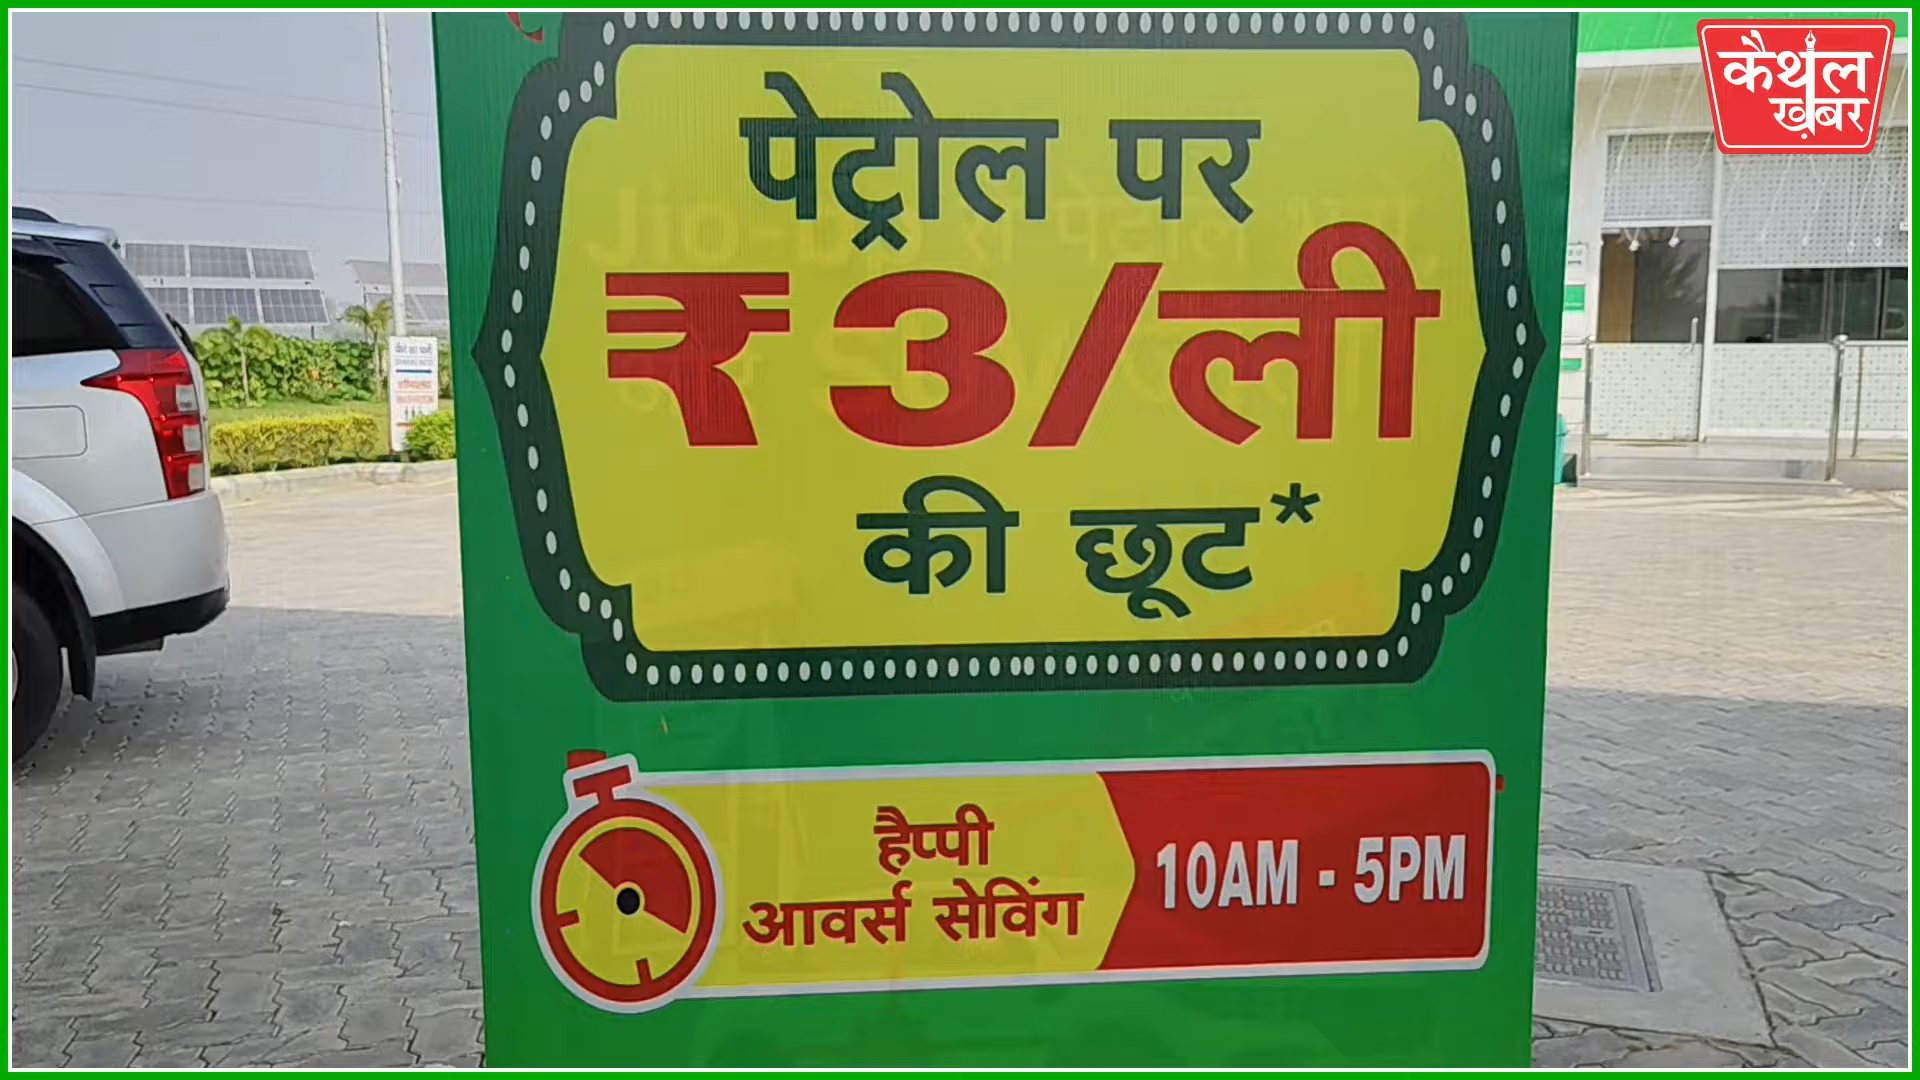 कैथल
ख़बर
पेट्रोल पर
₹3/ली
की छूट*
हैप्पी
आवर्स सेविंग
10AM - 5PM